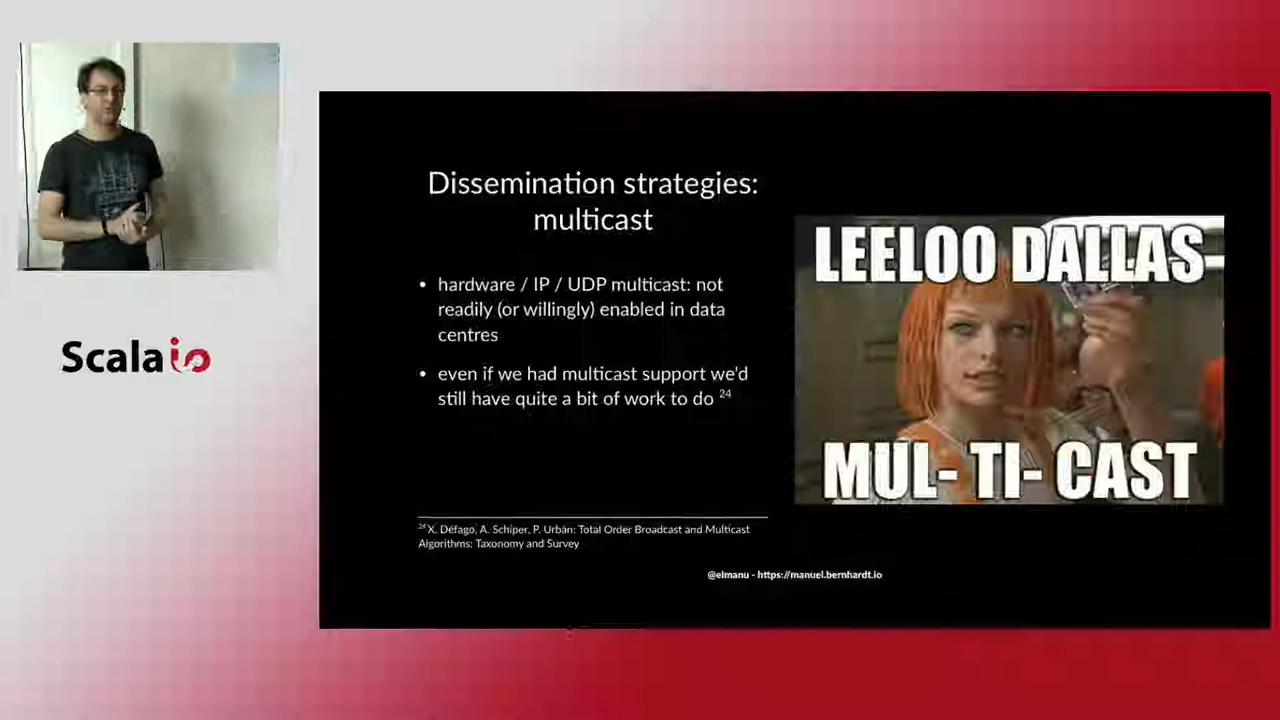 Scala io
Dissemination strategies:
multicast
• hardware / IP / UDP multicast: not
readily (or willingly) enabled in data
centres
• even if we had multicast support we'd
still have quite a bit of work to do 24
24 X. Défago, A. Schiper, P. Urbán: Total Order Broadcast and Multicast
Algorithms: Taxonomy and Survey
LEELOO DALLAS
MUL- TI- CAST
@elmanu - https://manuel.bernhardt.io